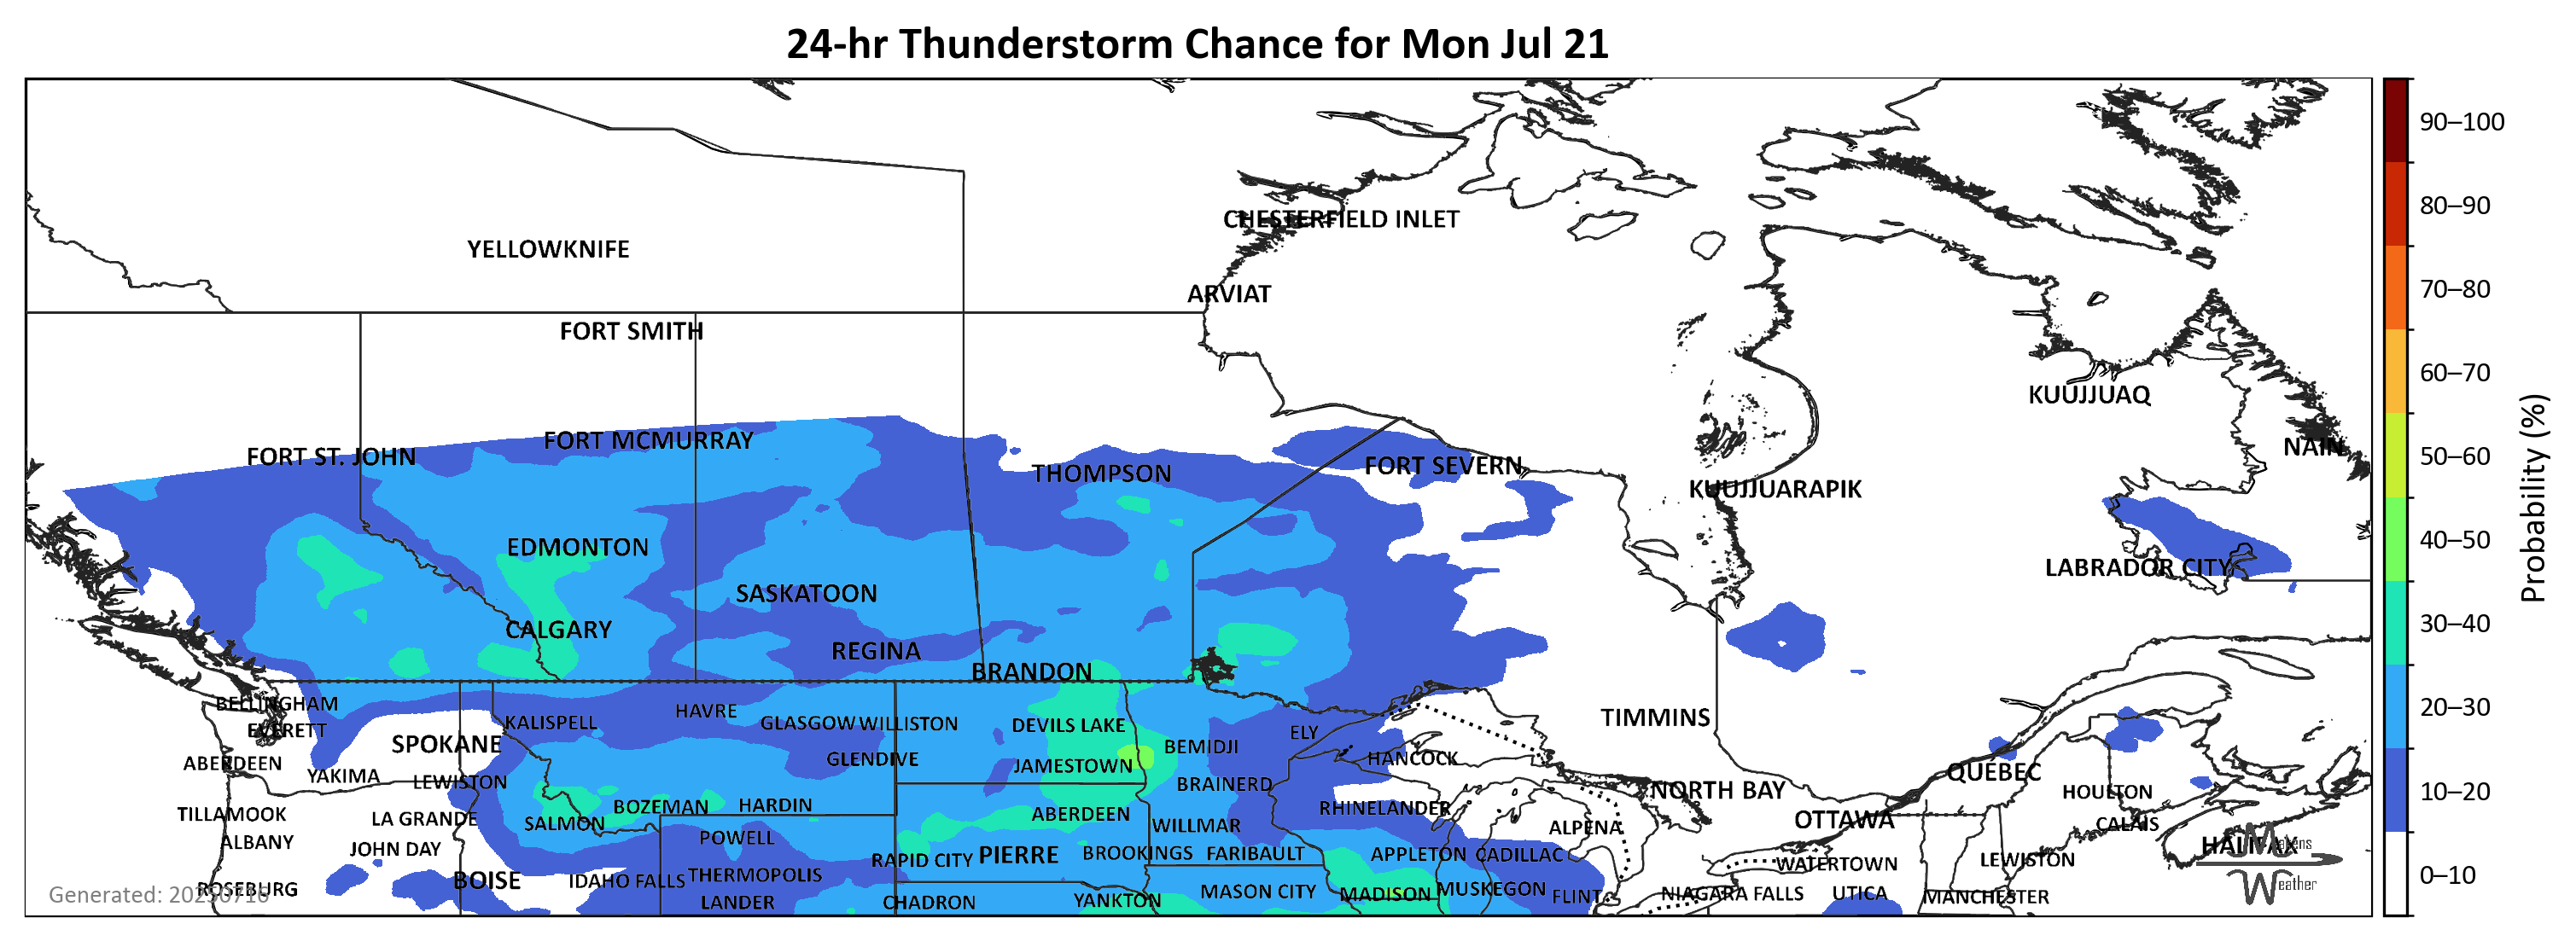 24-hr Thunderstorm Chance for Mon Jul 21
90–100
80–90
70–80
60–70
50–60
40–50
30–40
20–30
10–20
0–10
Probability (%)
CHESTERFIELD INLET
YELLOWKNIFE
ARVIAT
FORT SMITH
KUUJJUAQ
FORT MCMURRAY
NAIN
FORT ST. JOHN
FORT SEVERN
THOMPSON
KUUJJUARAPIK
EDMONTON
LABRADOR CITY
SASKATOON
CALGARY
REGINA
BRANDON
BELLINGHAM
HAVRE
TIMMINS
KALISPELL
GLASGOW
WILLISTON
DEVILS LAKE
EVERETT
ELY
SPOKANE
BEMIDJI
GLENDIVE
HANCOCK
ABERDEEN
JAMESTOWN
QUÉBEC
YAKIMA
LEWISTON
BRAINERD
NORTH BAY
HOULTON
BOZEMAN
HARDIN
RHINELANDER
TILLAMOOK
LA GRANDE
SALMON
ABERDEEN
WILLMAR
ALPENA
OTTAWA
CALAIS
POWELL
ALBANY
JOHN DAY
HALIFAX
Makens
Weather
RAPID CITY
PIERRE
BROOKINGS
FARIBAULT
APPLETON
CADILLAC
WATERTOWN
LEWISTON
BOISE
IDAHO FALLS
THERMOPOLIS
ROSEBURG
Generated: 20250716
MASON CITY
MADISON
MUSKEGON
FLINT
NIAGARA FALLS
UTICA
MANCHESTER
LANDER
CHADRON
YANKTON